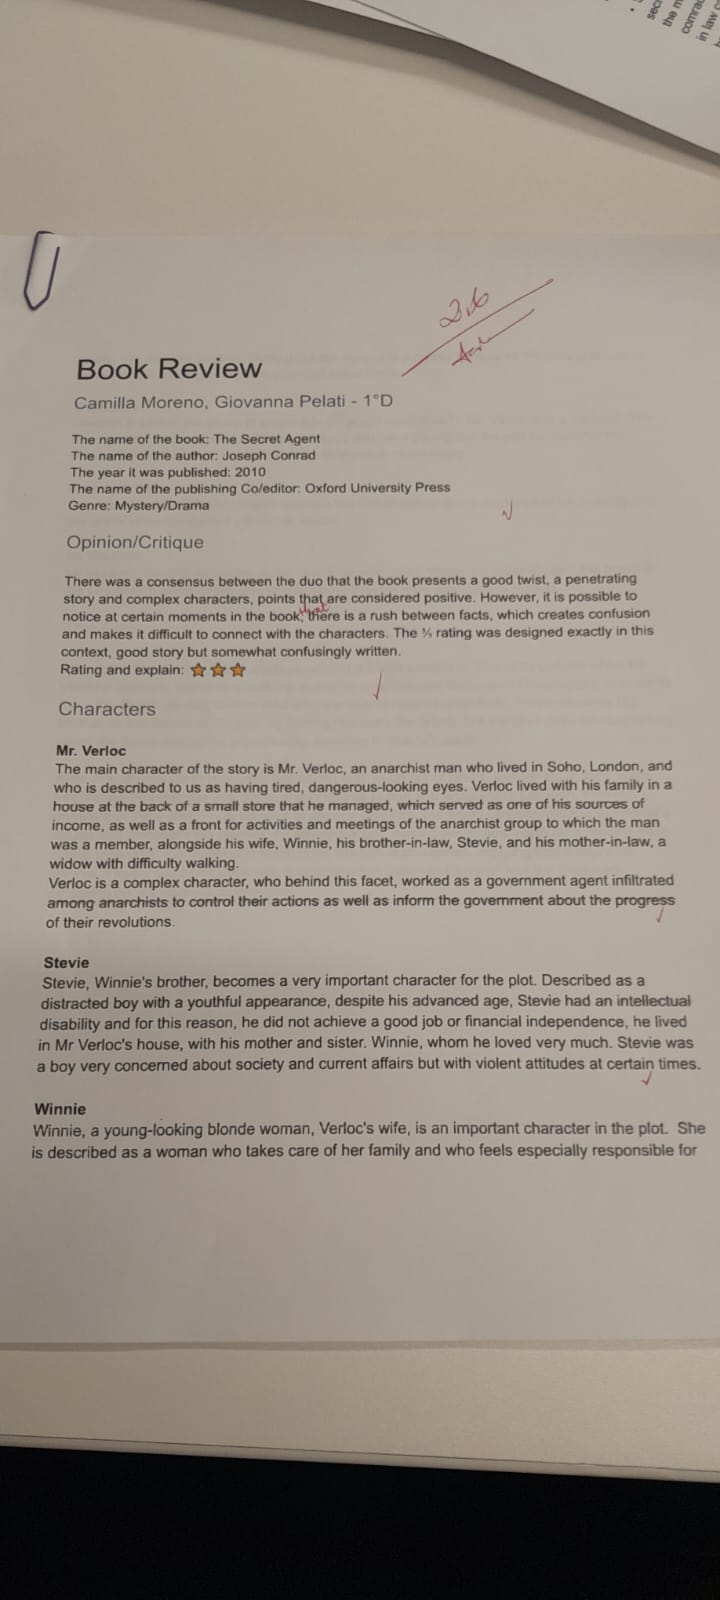 sec
the m
comrad
in law c
2,6
Book Review
Camilla Moreno, Giovanna Pelati - 1°D
The name of the book: The Secret Agent
The name of the author: Joseph Conrad
The year it was published: 2010
The name of the publishing Co/editor: Oxford University Press
Genre: Mystery/Drama
Opinion/Critique
There was a consensus between the duo that the book presents a good twist, a penetrating
story and complex characters, points that are considered positive. However, it is possible to
that
notice at certain moments in the book, there is a rush between facts, which creates confusion
and makes it difficult to connect with the characters. The ⅗ rating was designed exactly in this
context, good story but somewhat confusingly written.
Rating and explain: ⭐⭐⭐
Characters
Mr. Verloc
The main character of the story is Mr. Verloc, an anarchist man who lived in Soho, London, and
who is described to us as having tired, dangerous-looking eyes. Verloc lived with his family in a
house at the back of a small store that he managed, which served as one of his sources of
income, as well as a front for activities and meetings of the anarchist group to which the man
was a member, alongside his wife, Winnie, his brother-in-law, Stevie, and his mother-in-law, a
widow with difficulty walking.
Verloc is a complex character, who behind this facet, worked as a government agent infiltrated
among anarchists to control their actions as well as inform the government about the progress
of their revolutions.
Stevie
Stevie, Winnie's brother, becomes a very important character for the plot. Described as a
distracted boy with a youthful appearance, despite his advanced age, Stevie had an intellectual
disability and for this reason, he did not achieve a good job or financial independence, he lived
in Mr Verloc's house, with his mother and sister. Winnie, whom he loved very much. Stevie was
a boy very concerned about society and current affairs but with violent attitudes at certain times.
Winnie
Winnie, a young-looking blonde woman, Verloc's wife, is an important character in the plot. She
is described as a woman who takes care of her family and who feels especially responsible for